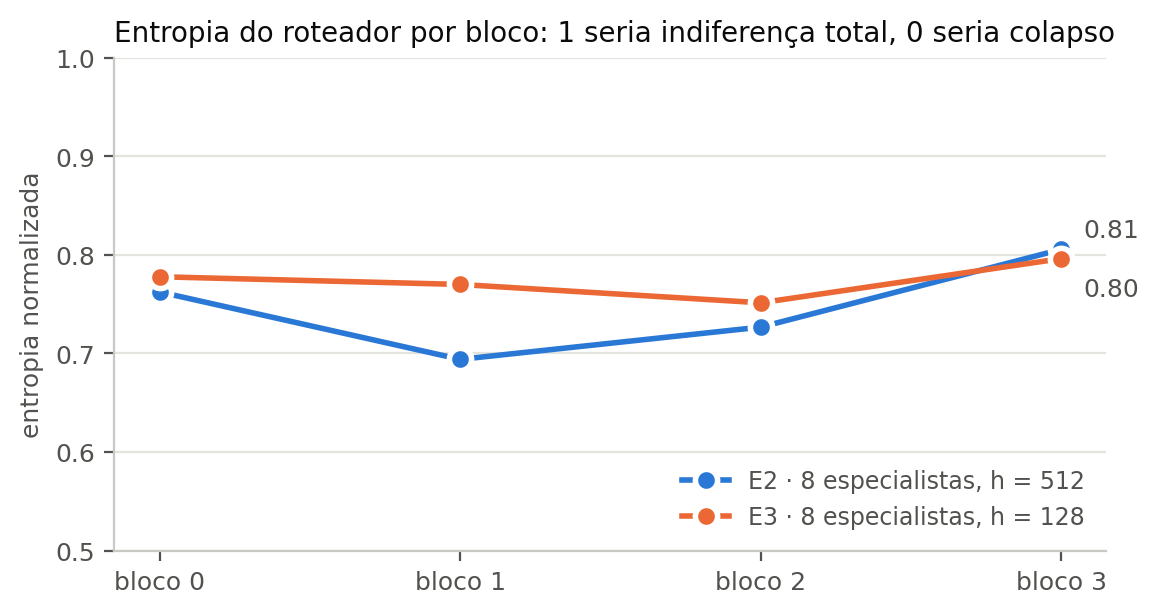 Entropia do roteador por bloco: 1 seria indiferença total, 0 seria colapso
1.0
0.9
0.8
0.7
0.6
0.5
entropia normalizada
0.81
0.80
E2 · 8 especialistas, h = 512
E3 · 8 especialistas, h = 128
bloco 0
bloco 1
bloco 2
bloco 3